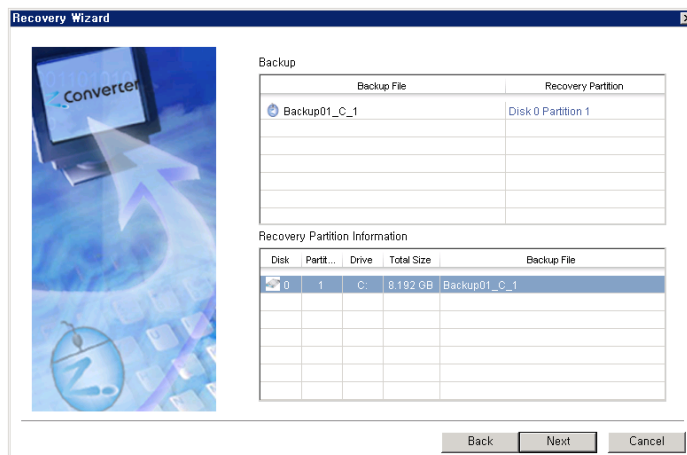 Recovery Wizard
Z Converter
Backup
Backup File Recovery Partition
Backup01_C_1 Disk 0 Partition 1
Recovery Partition Information
Disk Partit... Drive Total Size Backup File
0 1 C: 8.192 GB Backup01_C_1
Z.
Back Next Cancel